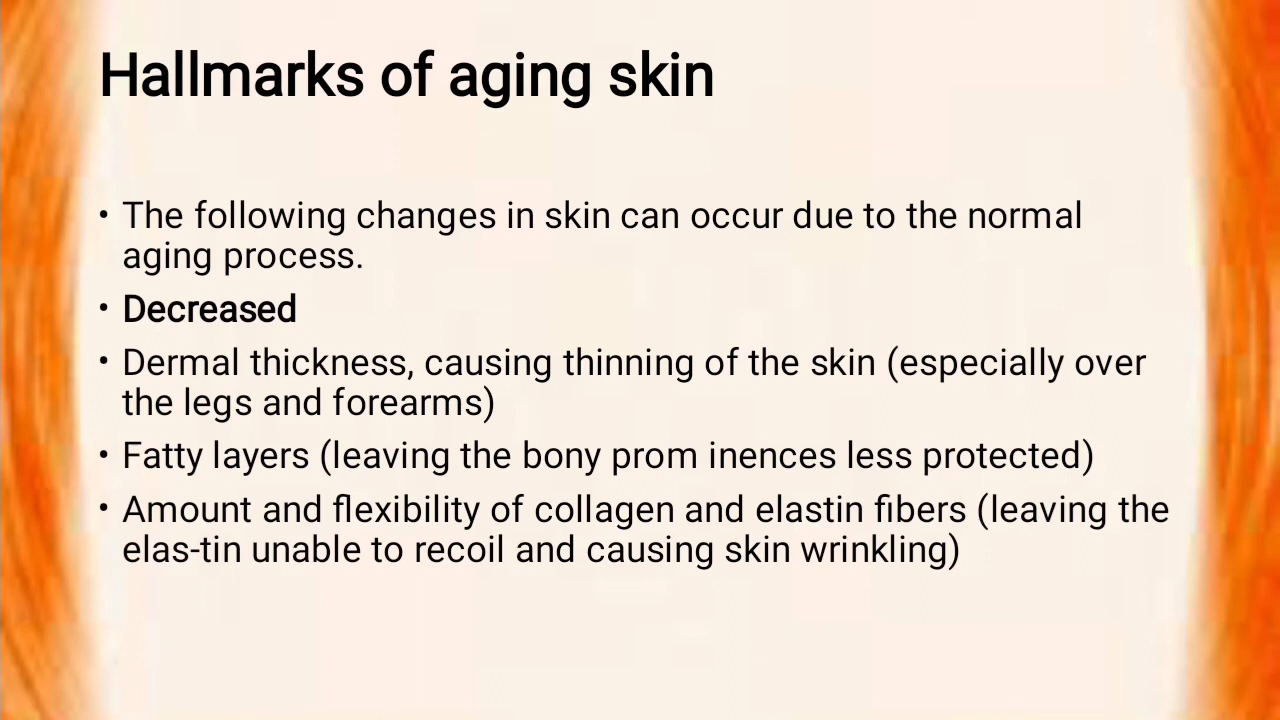 Hallmarks of aging skin
• The following changes in skin can occur due to the normal
aging process.
• Decreased
• Dermal thickness, causing thinning of the skin (especially over
the legs and forearms)
• Fatty layers (leaving the bony prom inences less protected)
• Amount and flexibility of collagen and elastin fibers (leaving the
elas-tin unable to recoil and causing skin wrinkling)